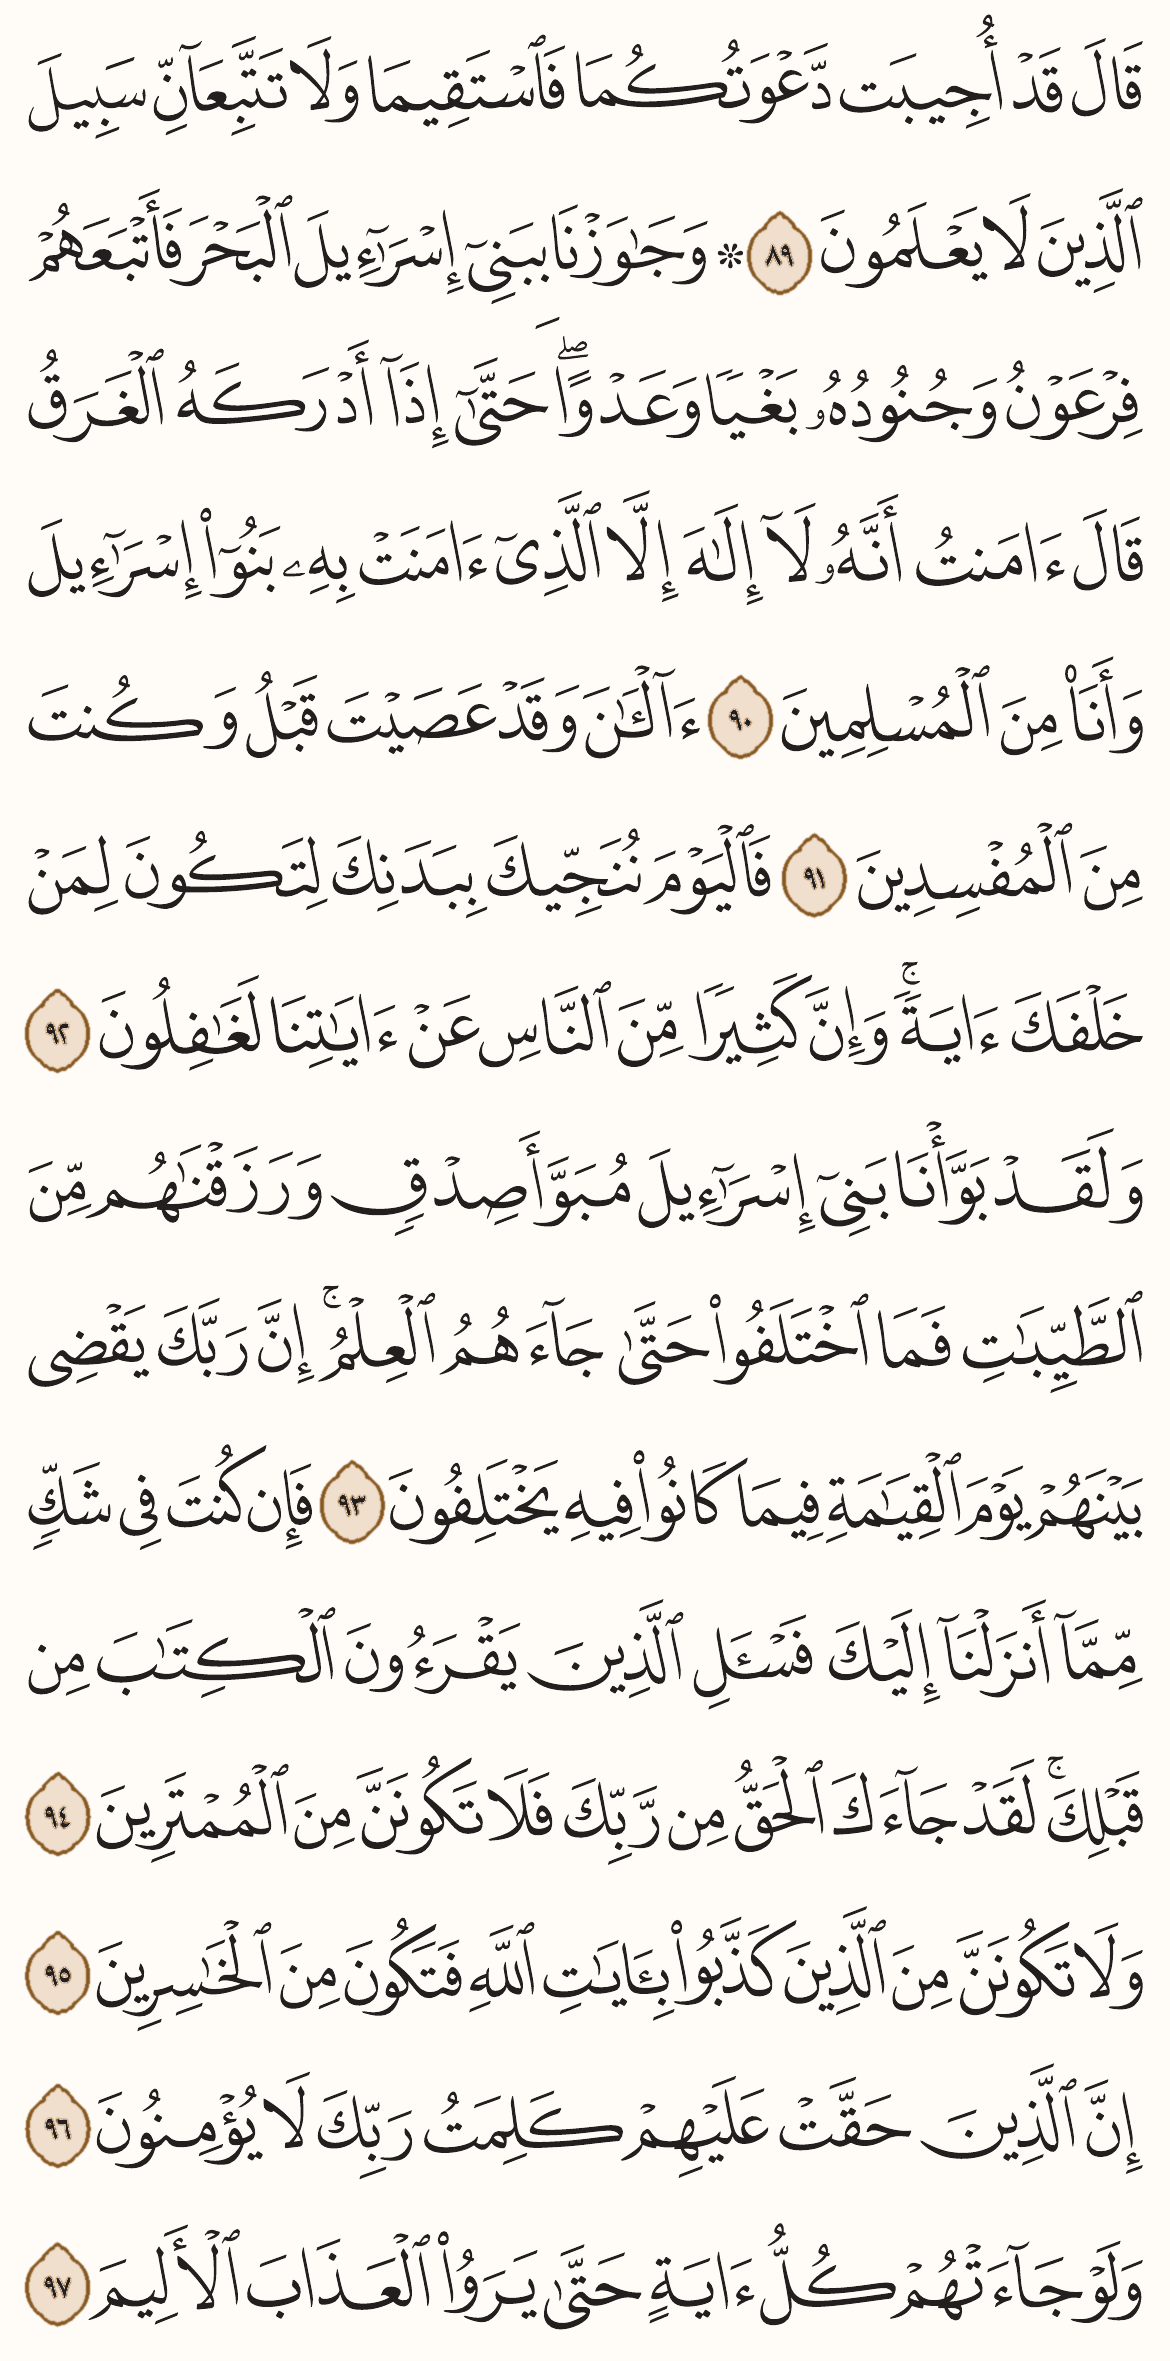 قَالَ قَدْ أُجِيبَت دَّعْوَتُكُمَا فَٱسْتَقِيمَا وَلَا تَتَّبِعَآنِّ سَبِيلَ
ٱلَّذِينَ لَا يَعْلَمُونَ ٨٩ ۞ وَجَٰوَزْنَا بِبَنِىٓ إِسْرَٰٓءِيلَ ٱلْبَحْرَ فَأَتْبَعَهُمْ
فِرْعَوْنُ وَجُنُودُهُۥ بَغْيًا وَعَدْوًا ۖ حَتَّىٰٓ إِذَآ أَدْرَكَهُ ٱلْغَرَقُ
قَالَ ءَامَنتُ أَنَّهُۥ لَآ إِلَٰهَ إِلَّا ٱلَّذِىٓ ءَامَنَتْ بِهِۦ بَنُوٓا۟ إِسْرَٰٓءِيلَ
وَأَنَا۠ مِنَ ٱلْمُسْلِمِينَ ٩٠ ءَآلْـَٰٔنَ وَقَدْ عَصَيْتَ قَبْلُ وَكُنتَ
مِنَ ٱلْمُفْسِدِينَ ٩١ فَٱلْيَوْمَ نُنَجِّيكَ بِبَدَنِكَ لِتَكُونَ لِمَنْ
خَلْفَكَ ءَايَةً ۚ وَإِنَّ كَثِيرًا مِّنَ ٱلنَّاسِ عَنْ ءَايَٰتِنَا لَغَٰفِلُونَ ٩٢
وَلَقَدْ بَوَّأْنَا بَنِىٓ إِسْرَٰٓءِيلَ مُبَوَّأَ صِدْقٍ وَرَزَقْنَٰهُم مِّنَ
ٱلطَّيِّبَٰتِ فَمَا ٱخْتَلَفُوا۟ حَتَّىٰ جَآءَهُمُ ٱلْعِلْمُ ۚ إِنَّ رَبَّكَ يَقْضِى
بَيْنَهُمْ يَوْمَ ٱلْقِيَٰمَةِ فِيمَا كَانُوا۟ فِيهِ يَخْتَلِفُونَ ٩٣ فَإِن كُنتَ فِى شَكٍّ
مِّمَّآ أَنزَلْنَآ إِلَيْكَ فَسْـَٔلِ ٱلَّذِينَ يَقْرَءُونَ ٱلْكِتَٰبَ مِن
قَبْلِكَ ۚ لَقَدْ جَآءَكَ ٱلْحَقُّ مِن رَّبِّكَ فَلَا تَكُونَنَّ مِنَ ٱلْمُمْتَرِينَ ٩٤
وَلَا تَكُونَنَّ مِنَ ٱلَّذِينَ كَذَّبُوا۟ بِـَٔايَٰتِ ٱللَّهِ فَتَكُونَ مِنَ ٱلْخَٰسِرِينَ ٩٥
إِنَّ ٱلَّذِينَ حَقَّتْ عَلَيْهِمْ كَلِمَتُ رَبِّكَ لَا يُؤْمِنُونَ ٩٦
وَلَوْ جَآءَتْهُمْ كُلُّ ءَايَةٍ حَتَّىٰ يَرَوُا۟ ٱلْعَذَابَ ٱلْأَلِيمَ ٩٧